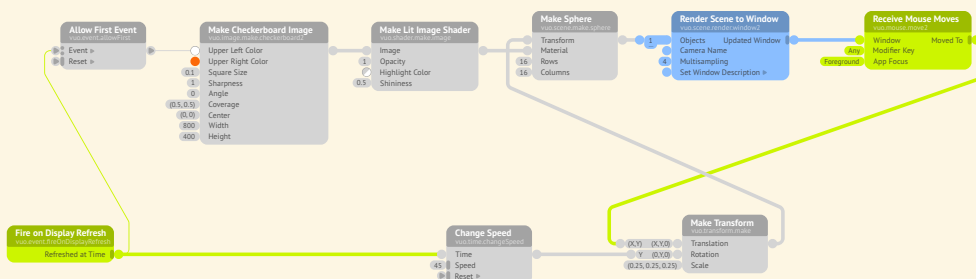 Allow First Event
vuo.event.allowFirst
Event
Reset
Make Checkerboard Image
vuo.image.make.checkerboard2
Upper Left Color
Upper Right Color
0.1 Square Size
1 Sharpness
0 Angle
(0.5, 0.5) Coverage
(0, 0) Center
800 Width
400 Height
Make Lit Image Shader
vuo.shader.make.image
Image
1 Opacity
Highlight Color
0.5 Shininess
Make Sphere
vuo.scene.make.sphere
Transform
Material
16 Rows
16 Columns
Render Scene to Window
vuo.scene.render.window2
1 Objects Updated Window
Camera Name
4 Multisampling
Set Window Description
Receive Mouse Moves
vuo.mouse.move2
Window Moved To
Any Modifier Key
Foreground App Focus
Fire on Display Refresh
vuo.event.fireOnDisplayRefresh
Refreshed at Time
Change Speed
vuo.time.changeSpeed
Time
45 Speed
Reset
Make Transform
vuo.transform.make
(X,Y) (X,Y,0) Translation
Y (0,Y,0) Rotation
(0.25, 0.25, 0.25) Scale